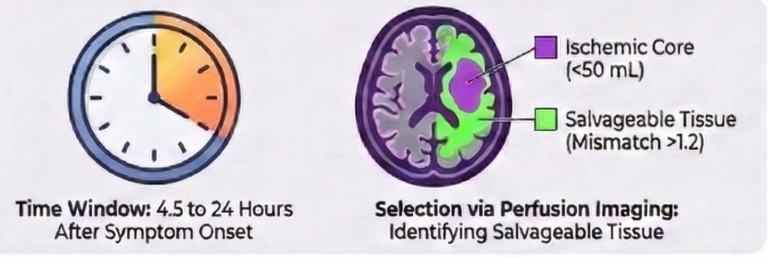 Ischemic Core
(<50 mL)
Salvageable Tissue
(Mismatch >1.2)
Time Window: 4.5 to 24 Hours
After Symptom Onset
Selection via Perfusion Imaging:
Identifying Salvageable Tissue